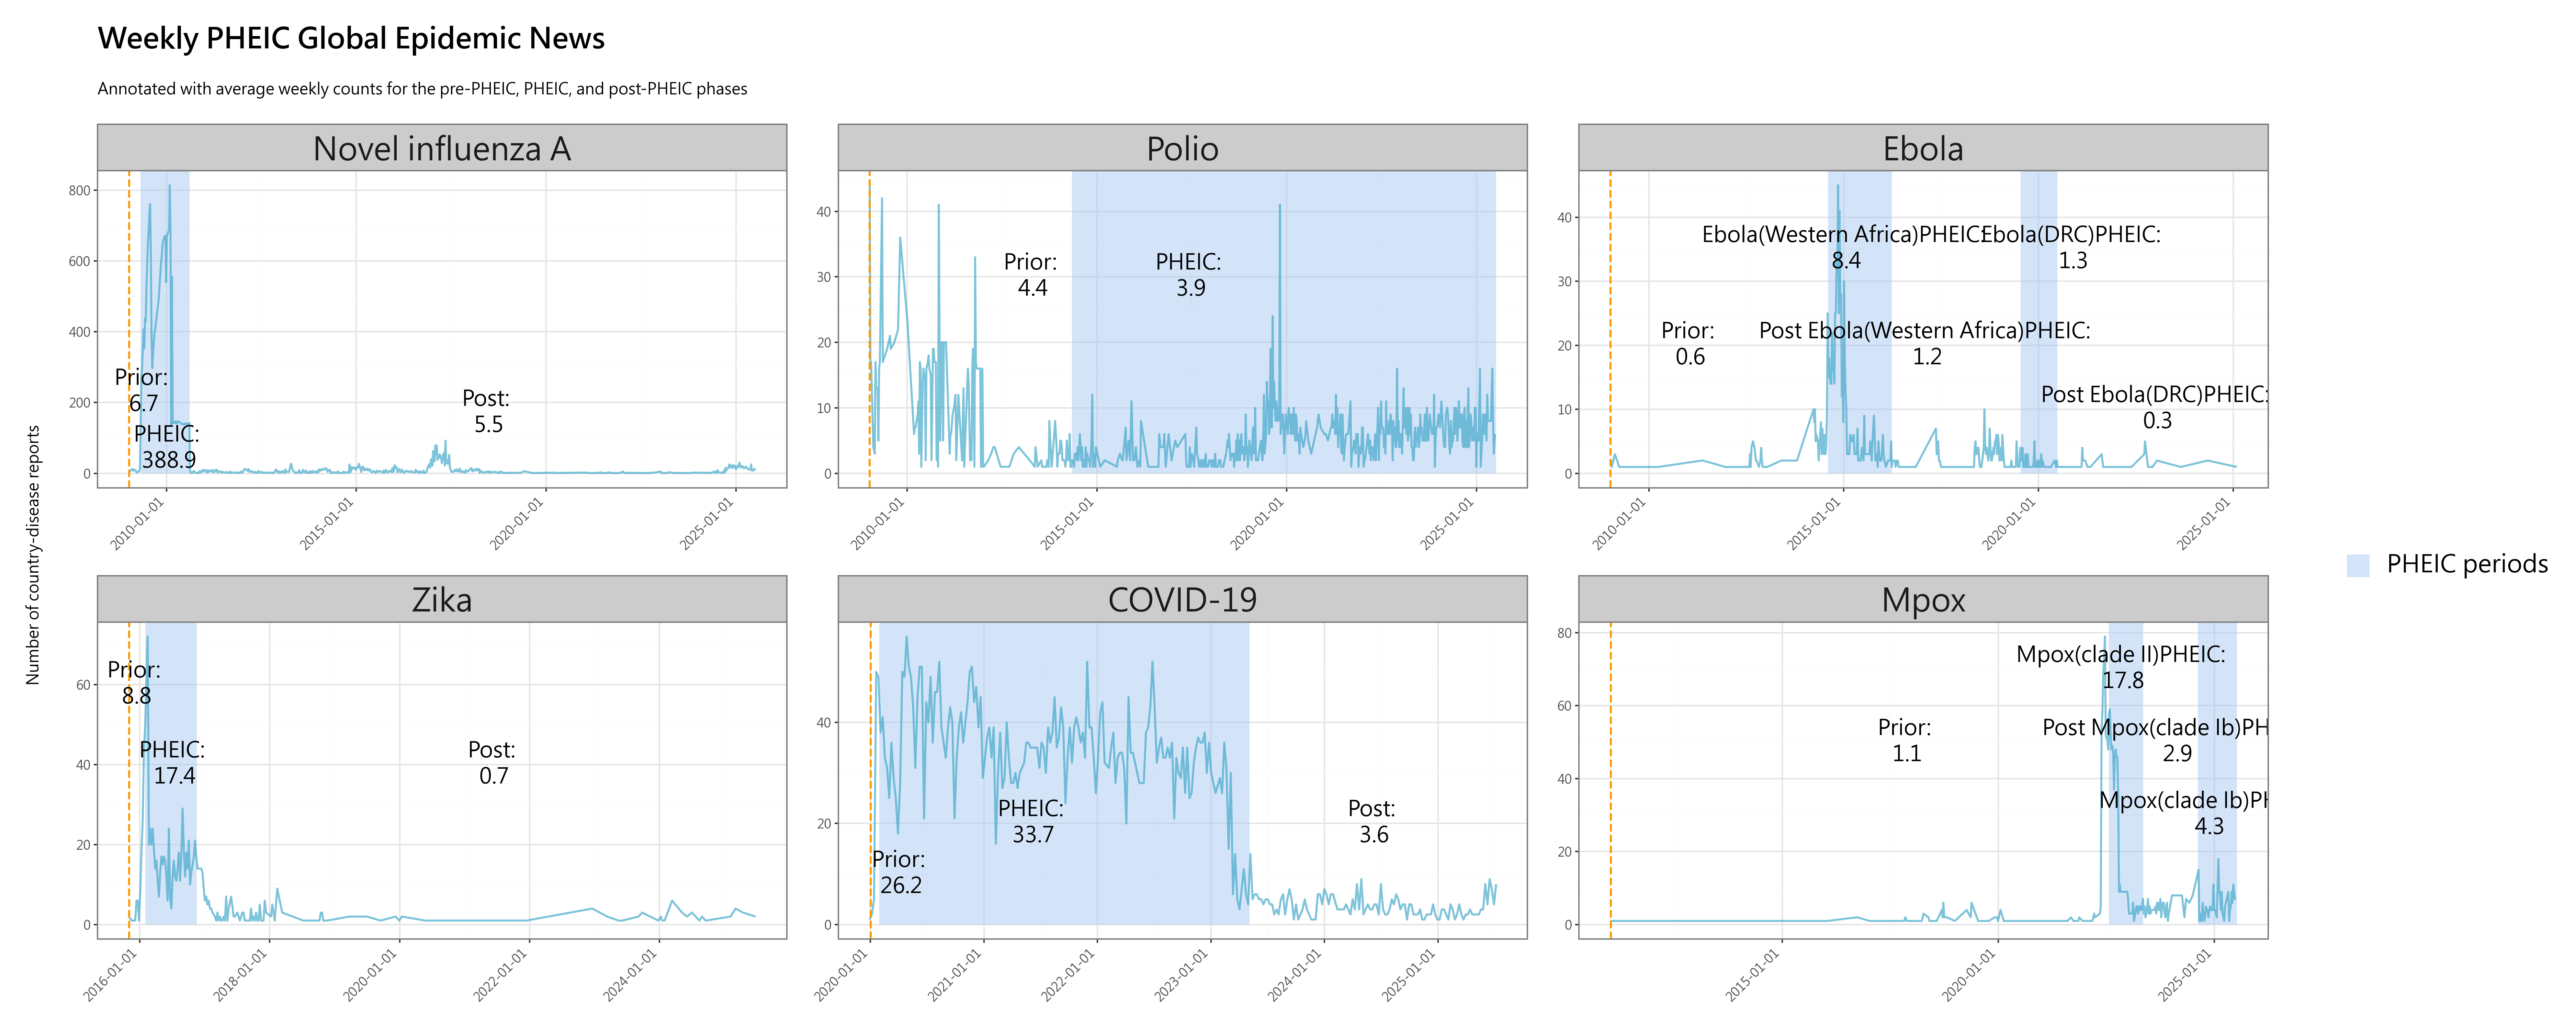 Weekly PHEIC Global Epidemic News
Annotated with average weekly counts for the pre-PHEIC, PHEIC, and post-PHEIC phases
Number of country-disease reports
Novel influenza A
800
600
400
200
0
Prior:
6.7
PHEIC:
388.9
Post:
5.5
2010-01-01
2015-01-01
2020-01-01
2025-01-01
Polio
40
30
20
10
0
Prior:
4.4
PHEIC:
3.9
2010-01-01
2015-01-01
2020-01-01
2025-01-01
Ebola
40
30
20
10
0
Ebola(Western Africa)PHEIC:
8.4
Ebola(DRC)PHEIC:
1.3
Prior:
0.6
Post Ebola(Western Africa)PHEIC:
1.2
Post Ebola(DRC)PHEIC:
0.3
2010-01-01
2015-01-01
2020-01-01
2025-01-01
Zika
60
40
20
0
Prior:
8.8
PHEIC:
17.4
Post:
0.7
2016-01-01
2018-01-01
2020-01-01
2022-01-01
2024-01-01
COVID-19
40
20
0
Prior:
26.2
PHEIC:
33.7
Post:
3.6
2020-01-01
2021-01-01
2022-01-01
2023-01-01
2024-01-01
2025-01-01
Mpox
80
60
40
20
0
Mpox(clade II)PHEIC:
17.8
Prior:
1.1
Post Mpox(clade Ib)PH
2.9
Mpox(clade Ib)PH
4.3
2015-01-01
2020-01-01
2025-01-01
PHEIC periods